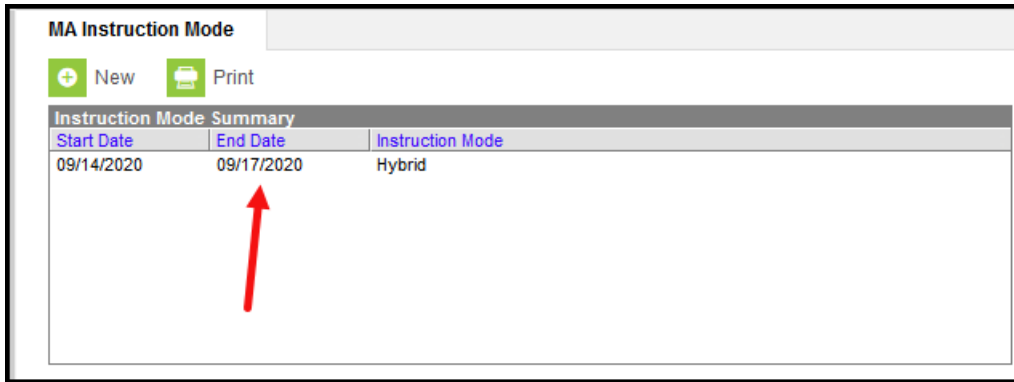 MA Instruction Mode
New Print
Instruction Mode Summary
Start Date End Date Instruction Mode
09/14/2020 09/17/2020 Hybrid